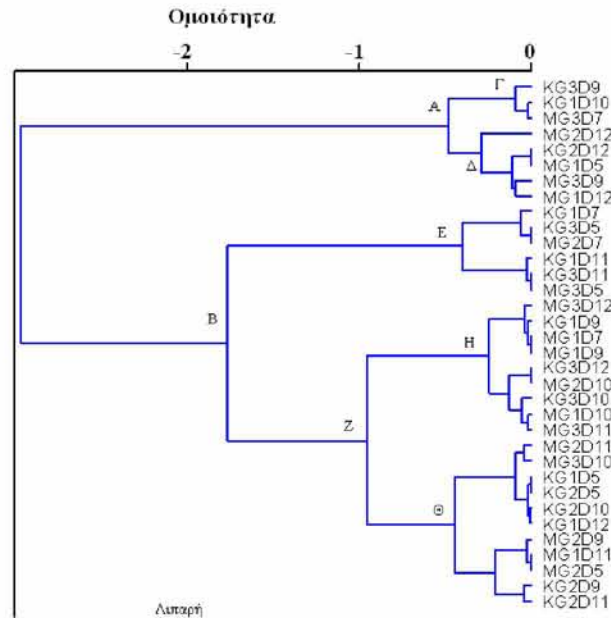 Ομοιότητα
-2 -1 0
Γ KG3D9
KG1D10
A MG3D7
MG2D12
KG2D12
Δ MG1D5
MG3D9
MG1D12
KG1D7
E KG3D5
MG2D7
KG1D11
KG3D11
MG3D5
MG3D12
B KG1D9
MG1D7
H MG1D9
KG3D12
MG2D10
KG3D10
Z MG1D10
MG3D11
MG2D11
MG3D10
KG1D5
KG2D5
Θ KG2D10
KG1D12
MG2D9
MG1D11
MG2D5
KG2D9
KG2D11
Λιπαρή